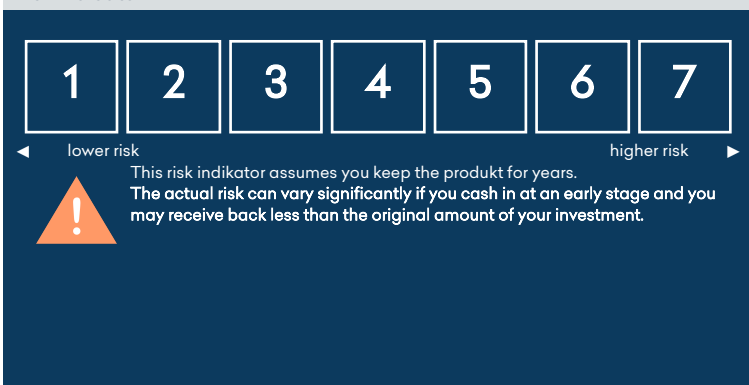 1 2 3 4 5 6 7
lower risk higher risk
This risk indikator assumes you keep the produkt for years.
The actual risk can vary significantly if you cash in at an early stage and you
may receive back less than the original amount of your investment.